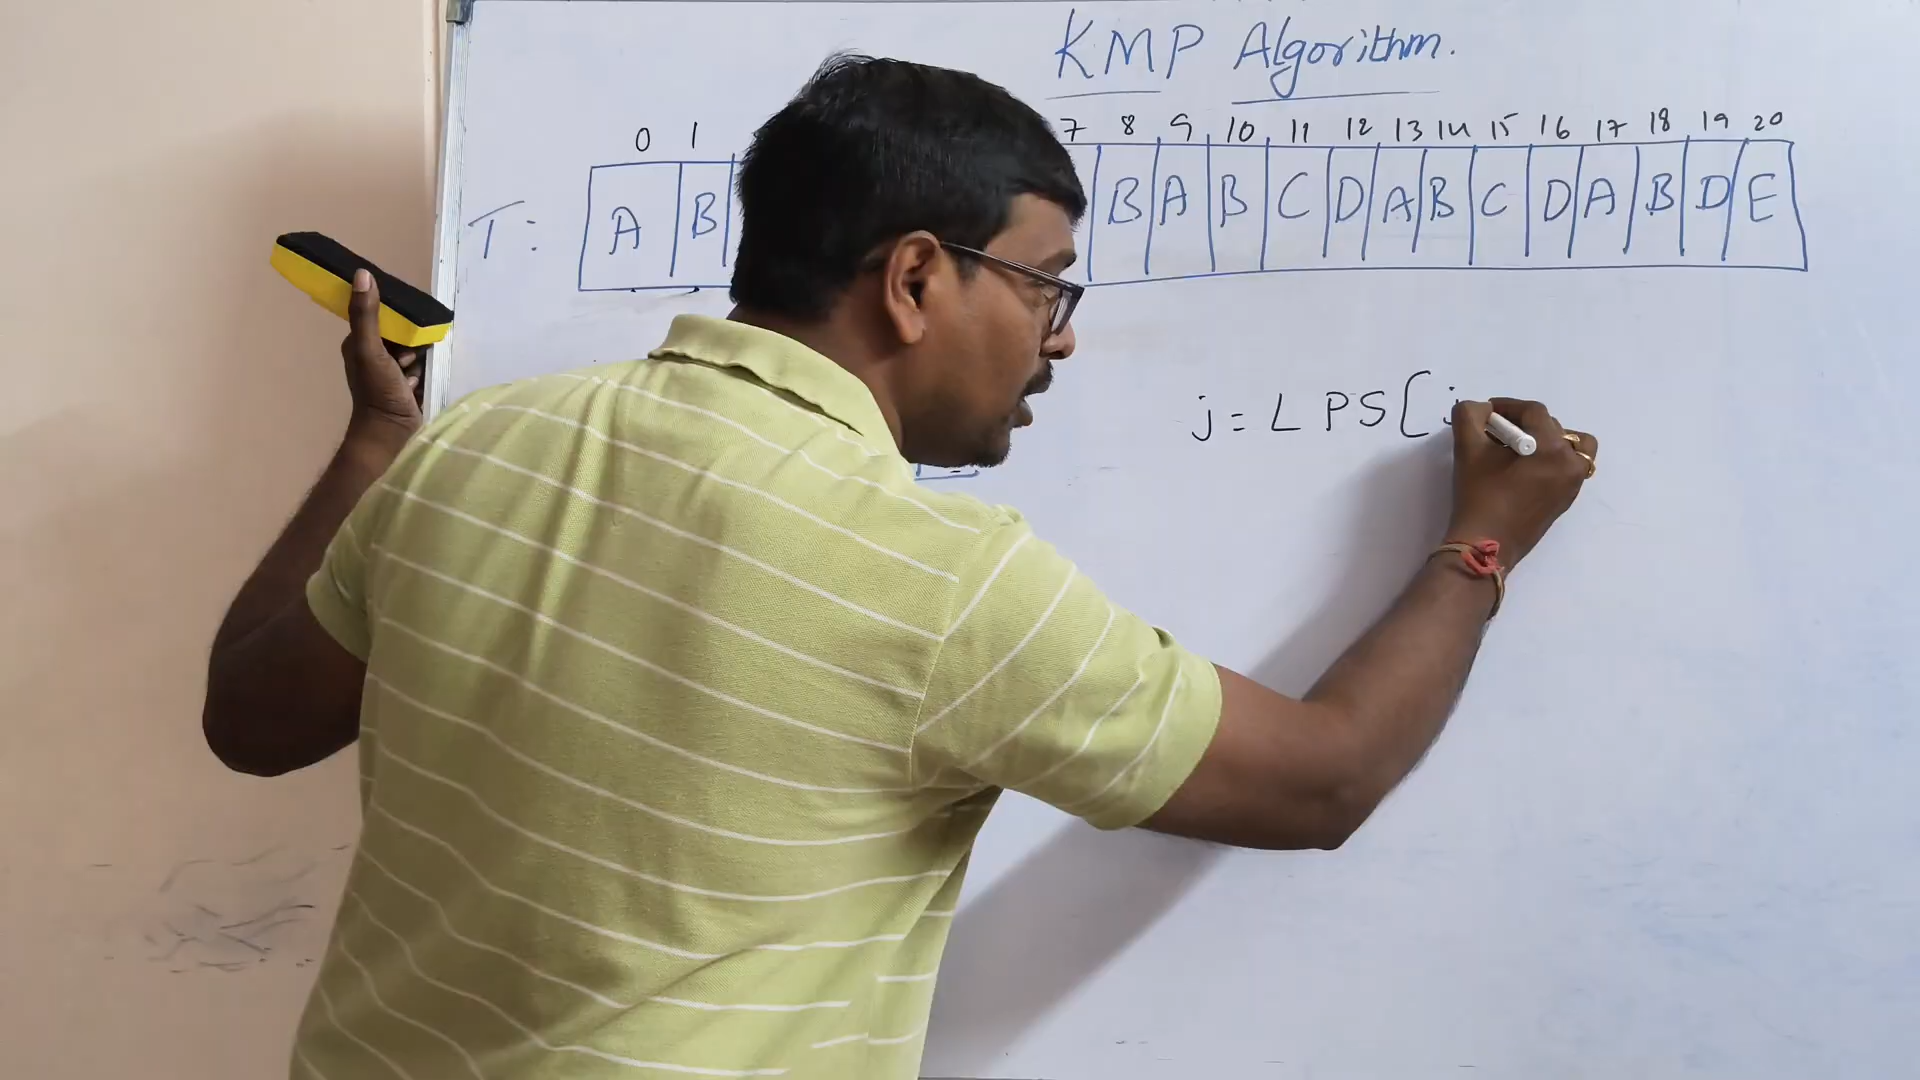 KMP Algorithm.
0 1 7 8 9 10 11 12 13 14 15 16 17 18 19 20
T: A B B A B C D A B C D A B D E
j = LPS[j